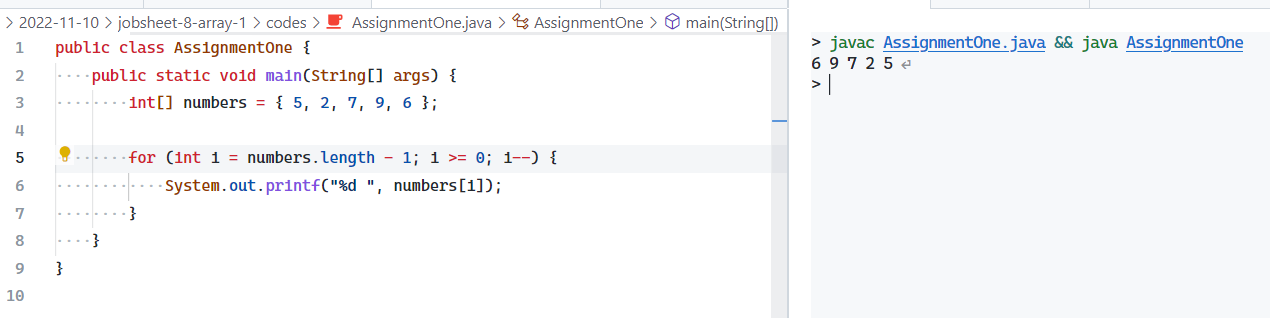 > 2022-11-10 > jobsheet-8-array-1 > codes > AssignmentOne.java > AssignmentOne > main(String[])
1 public class AssignmentOne {
2 ····public static void main(String[] args) {
3 ········int[] numbers = { 5, 2, 7, 9, 6 };
4
5 ········for (int i = numbers.length - 1; i >= 0; i--) {
6 ············System.out.printf("%d ", numbers[i]);
7 ········}
8 ····}
9 }
10
> javac AssignmentOne.java && java AssignmentOne
6 9 7 2 5 ↵
>